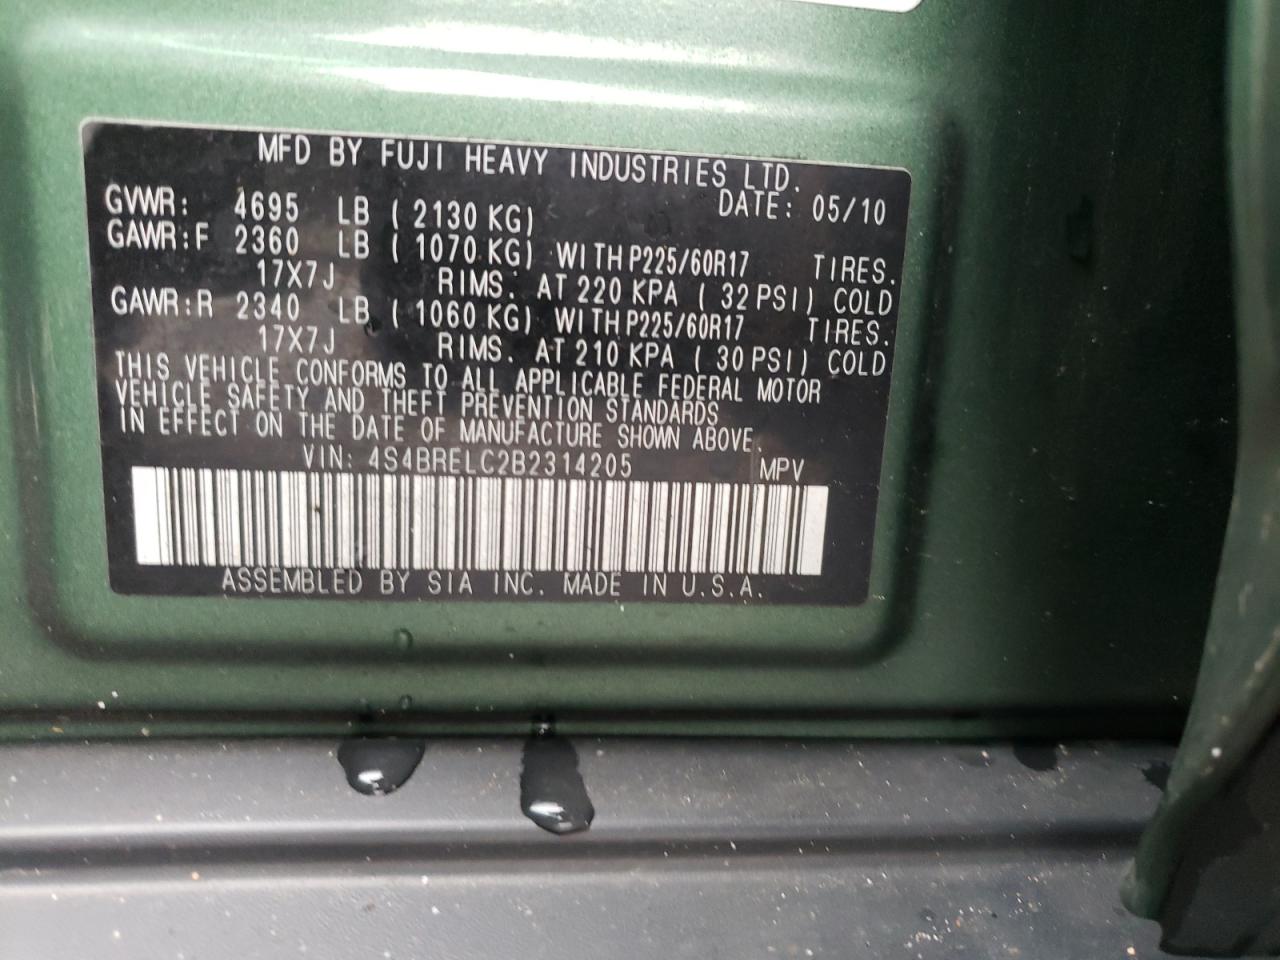 MFD BY FUJI HEAVY INDUSTRIES LTD.
DATE: 05/10
GVWR: 4695 LB ( 2130 KG)
GAWR:F 2360 LB ( 1070 KG) WITH P225/60R17 TIRES.
17X7J RIMS. AT 220 KPA ( 32 PSI) COLD
GAWR:R 2340 LB ( 1060 KG) WITH P225/60R17 TIRES.
17X7J RIMS. AT 210 KPA ( 30 PSI) COLD
THIS VEHICLE CONFORMS TO ALL APPLICABLE FEDERAL MOTOR
VEHICLE SAFETY AND THEFT PREVENTION STANDARDS
IN EFFECT ON THE DATE OF MANUFACTURE SHOWN ABOVE.
VIN: 4S4BRELC2B2314205 MPV
ASSEMBLED BY SIA INC. MADE IN U.S.A.